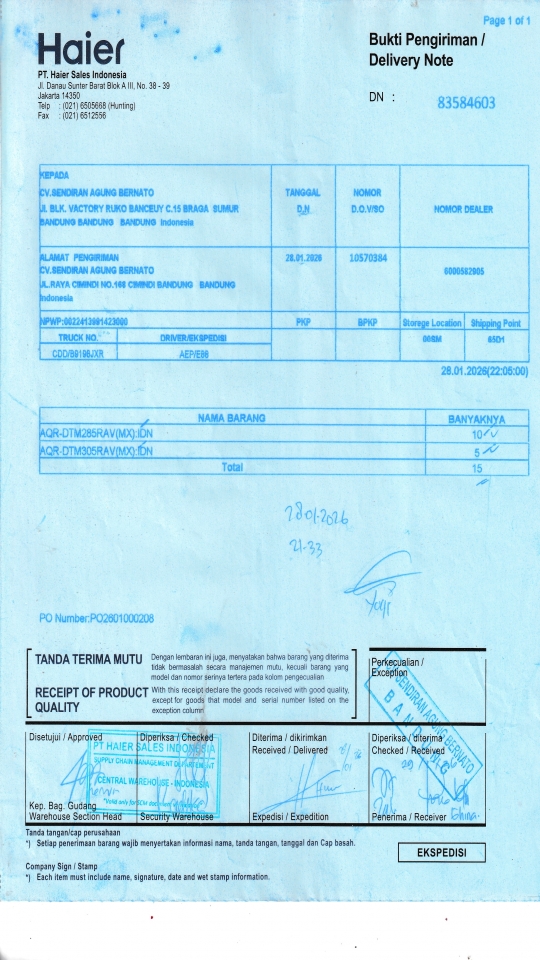 Page 1 of 1
Haier
Bukti Pengiriman /
Delivery Note
PT. Haier Sales Indonesia
Jl. Danau Sunter Barat Blok A III, No. 38 - 39
Jakarta 14350
Telp : (021) 6505668 (Hunting)
Fax : (021) 6512556
DN : 83584603
KEPADA
CV.SENDIRAN AGUNG BERNATO
JL BLK. VACTORY RUKO BANCEUY C.15 BRAGA SUMUR
BANDUNG BANDUNG BANDUNG Indonesia
TANGGAL
D.N
NOMOR
D.O.V/SO
NOMOR DEALER
ALAMAT PENGIRIMAN
CV.SENDIRAN AGUNG BERNATO
JL.RAYA CIMINDI NO.168 CIMINDI BANDUNG BANDUNG
Indonesia
28.01.2026
10570384
NPWP:
PKP
BPKP
Storege Location
Shipping Point
TRUCK NO.
DRIVER/EKSPEDISI
CDD/B9198JXR
28.01.2026(22:05:00)
NAMA BARANG
BANYAKNYA
AQR-DTM285RAV(MX):IDN 10
AQR-DTM305RAV(MX):IDN 5
Total 15
28/01-2026
21-33
PO Number:PO2601000208
TANDA TERIMA MUTU
Dengan lembaran ini juga, menyatakan bahwa barang yang diterima
tidak bermasalah secara manajemen mutu, kecuali barang yang
model dan nomor serinya tertera pada kolom pengecualian
RECEIPT OF PRODUCT
QUALITY
With this receipt declare the goods received with good quality,
except for goods that model and serial number listed on the
exception column
Perkecualian /
Exception
SENDIRAN AGUNG BERNATO
BANDUNG
Disetujui / Approved
Diperiksa / Checked
Diterima / dikirimkan
Received / Delivered
Diperiksa / diterima
Checked / Received
PT HAIER SALES INDONESIA
SUPPLY CHAIN MANAGEMENT DEPARTMENT
CENTRAL WAREHOUSE - INDONESIA
Kep. Bag. Gudang
Warehouse Section Head
Security Warehouse
Expedisi / Expedition
Penerima / Receiver
Tanda tangan/cap perusahaan
*) Setiap penerimaan barang wajib menyertakan informasi nama, tanda tangan, tanggal dan Cap basah.
EKSPEDISI
Company Sign / Stamp
*) Each item must include name, signature, date and wet stamp information.